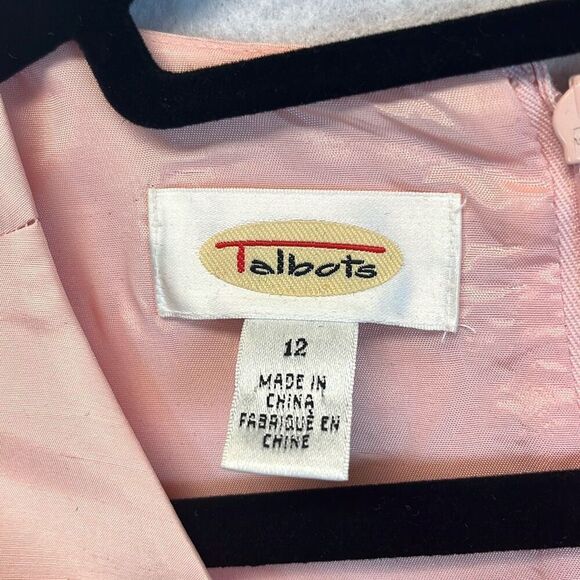 Talbots
12
MADE IN
CHINA
FABRIQUÉ EN
CHINE